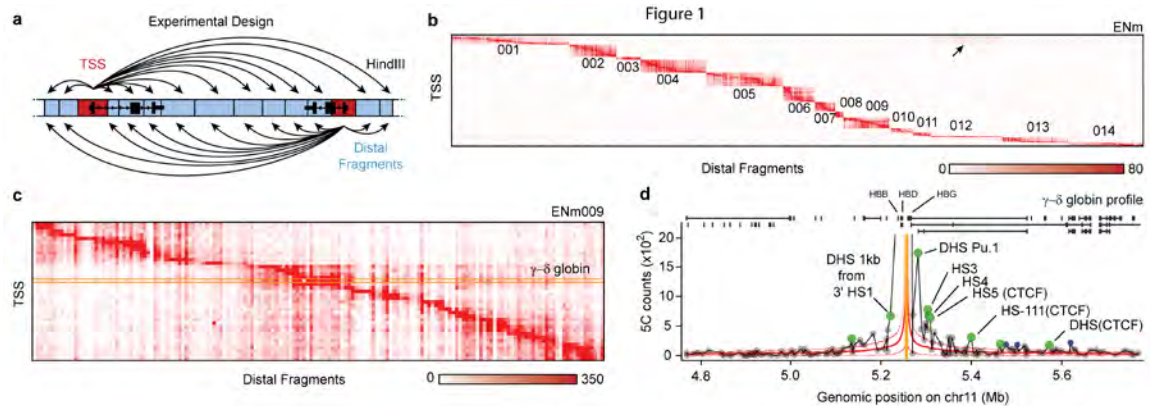 Figure 1
a
Experimental Design
TSS
HindIII
Distal
Fragments
b
ENm
TSS
001
002
003
004
005
006
007
008
009
010
011
012
013
014
Distal Fragments
0
80
c
ENm009
TSS
γ–δ globin
Distal Fragments
0
350
d
HBB
HBD
HBG
γ–δ globin profile
5C counts (x10²)
20
15
10
5
0
DHS 1kb
from
3' HS1
DHS Pu.1
HS3
HS4
HS5 (CTCF)
HS-111(CTCF)
DHS(CTCF)
4.8
5.0
5.2
5.4
5.6
Genomic position on chr11 (Mb)